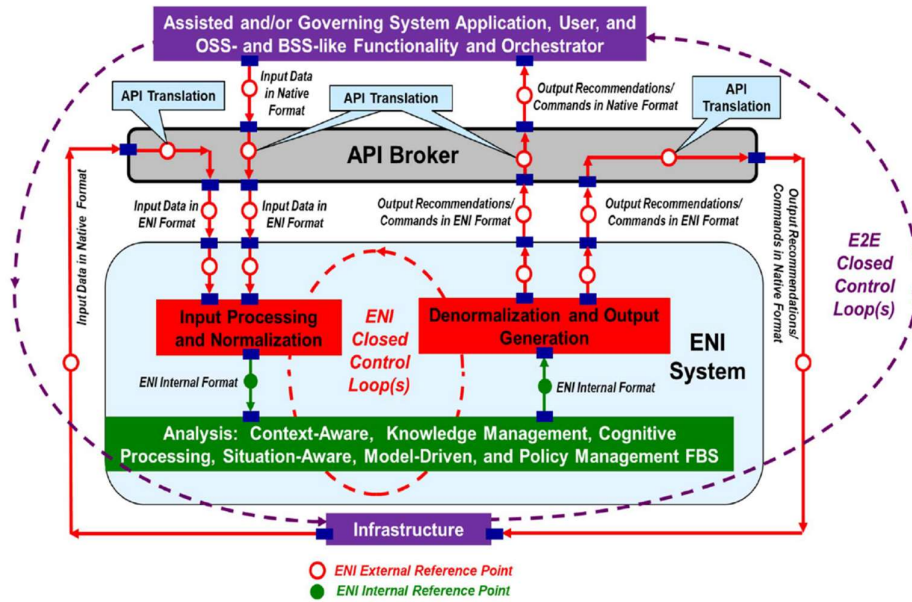 Assisted and/or Governing System Application, User, and
OSS- and BSS-like Functionality and Orchestrator
API Translation
Input Data
in Native
Format
API Translation
Output Recommendations/
Commands in Native Format
API
Translation
API Broker
Input Data in Native Format
Input Data in
ENI Format
Input Data in
ENI Format
Output Recommendations/
Commands in ENI Format
Output Recommendations/
Commands in ENI Format
Output Recommendations/
Commands in Native Format
E2E
Closed
Control
Loop(s)
Input Processing
and Normalization
ENI
Closed
Control
Loop(s)
Denormalization and Output
Generation
ENI
System
ENI Internal Format
ENI Internal Format
Analysis: Context-Aware, Knowledge Management, Cognitive
Processing, Situation-Aware, Model-Driven, and Policy Management FBS
Infrastructure
ENI External Reference Point
ENI Internal Reference Point